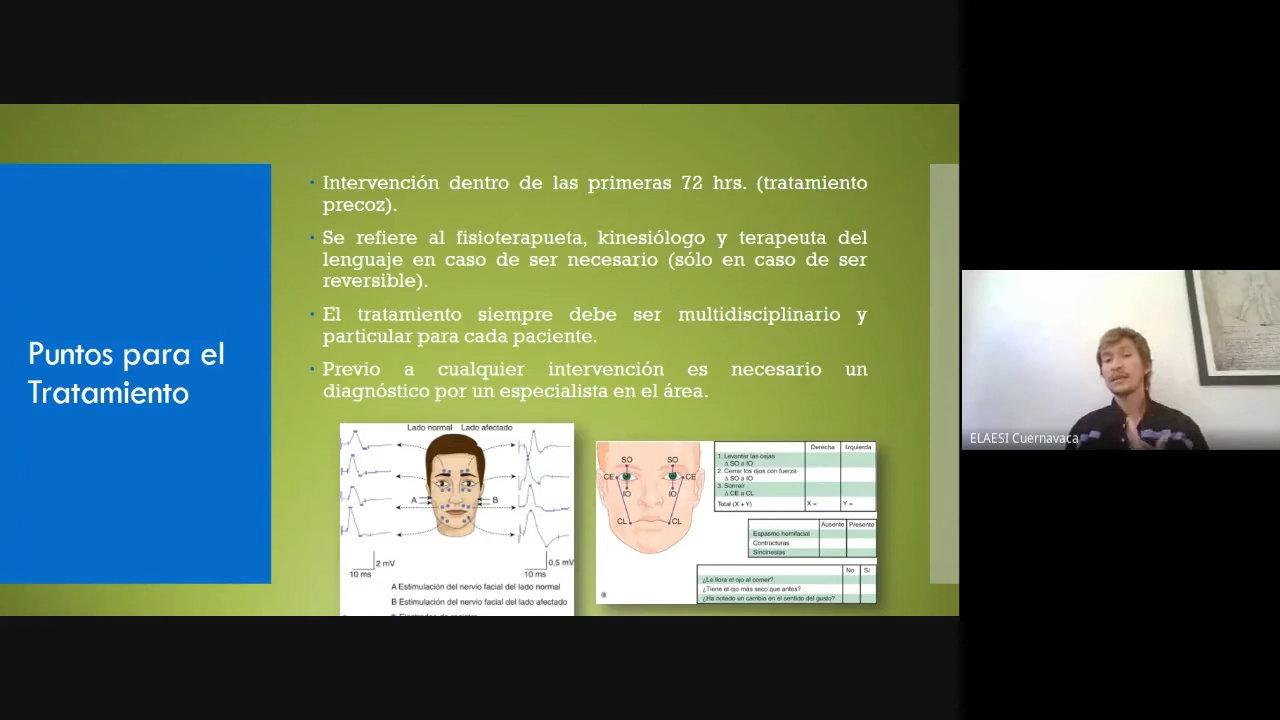 Puntos para el
Tratamiento
• Intervención dentro de las primeras 72 hrs. (tratamiento
precoz).
• Se refiere al fisioterapueta, kinesiólogo y terapeuta del
lenguaje en caso de ser necesario (sólo en caso de ser
reversible).
• El tratamiento siempre debe ser multidisciplinario y
particular para cada paciente.
• Previo a cualquier intervención es necesario un
diagnóstico por un especialista en el área.
Lado normal Lado afectado
A B
2 mV
10 ms
0,5 mV
10 ms
A Estimulación del nervio facial del lado normal
B Estimulación del nervio facial del lado afectado
SO SO
CE CE
IO IO
CL CL
Derecha Izquierda
1. Levantar las cejas
Δ SO a IO
2. Cerrar los ojos con fuerza
Δ SO a IO
3. Sonreír
Δ CE a CL
Total (X + Y) X = Y =
Ausente Presente
Espasmo hemifacial
Contracturas
Sincinesias
No Sí
¿Le llora el ojo al comer?
¿Tiene el ojo más seco que antes?
¿Ha notado un cambio en el sentido del gusto?
ELAESI Cuernavaca